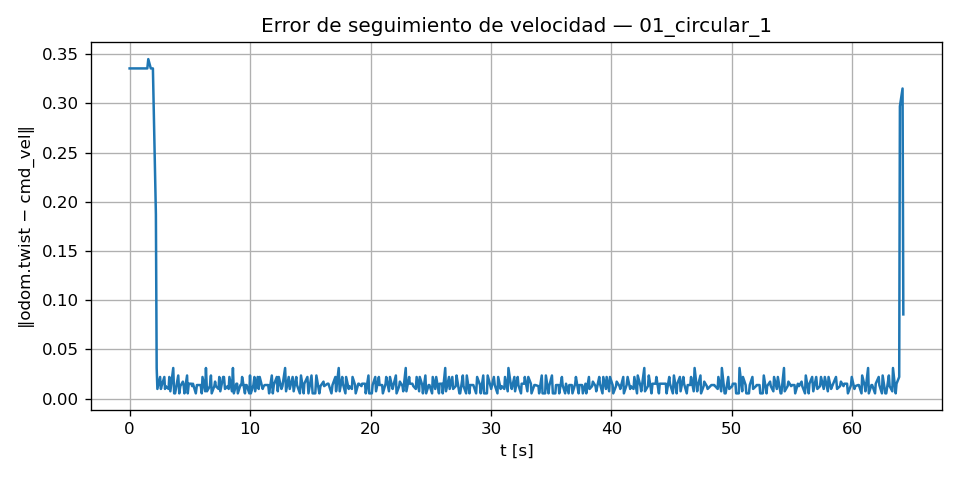 Error de seguimiento de velocidad — 01_circular_1
‖odom.twist − cmd_vel‖
0.35
0.30
0.25
0.20
0.15
0.10
0.05
0.00
0 10 20 30 40 50 60
t [s]